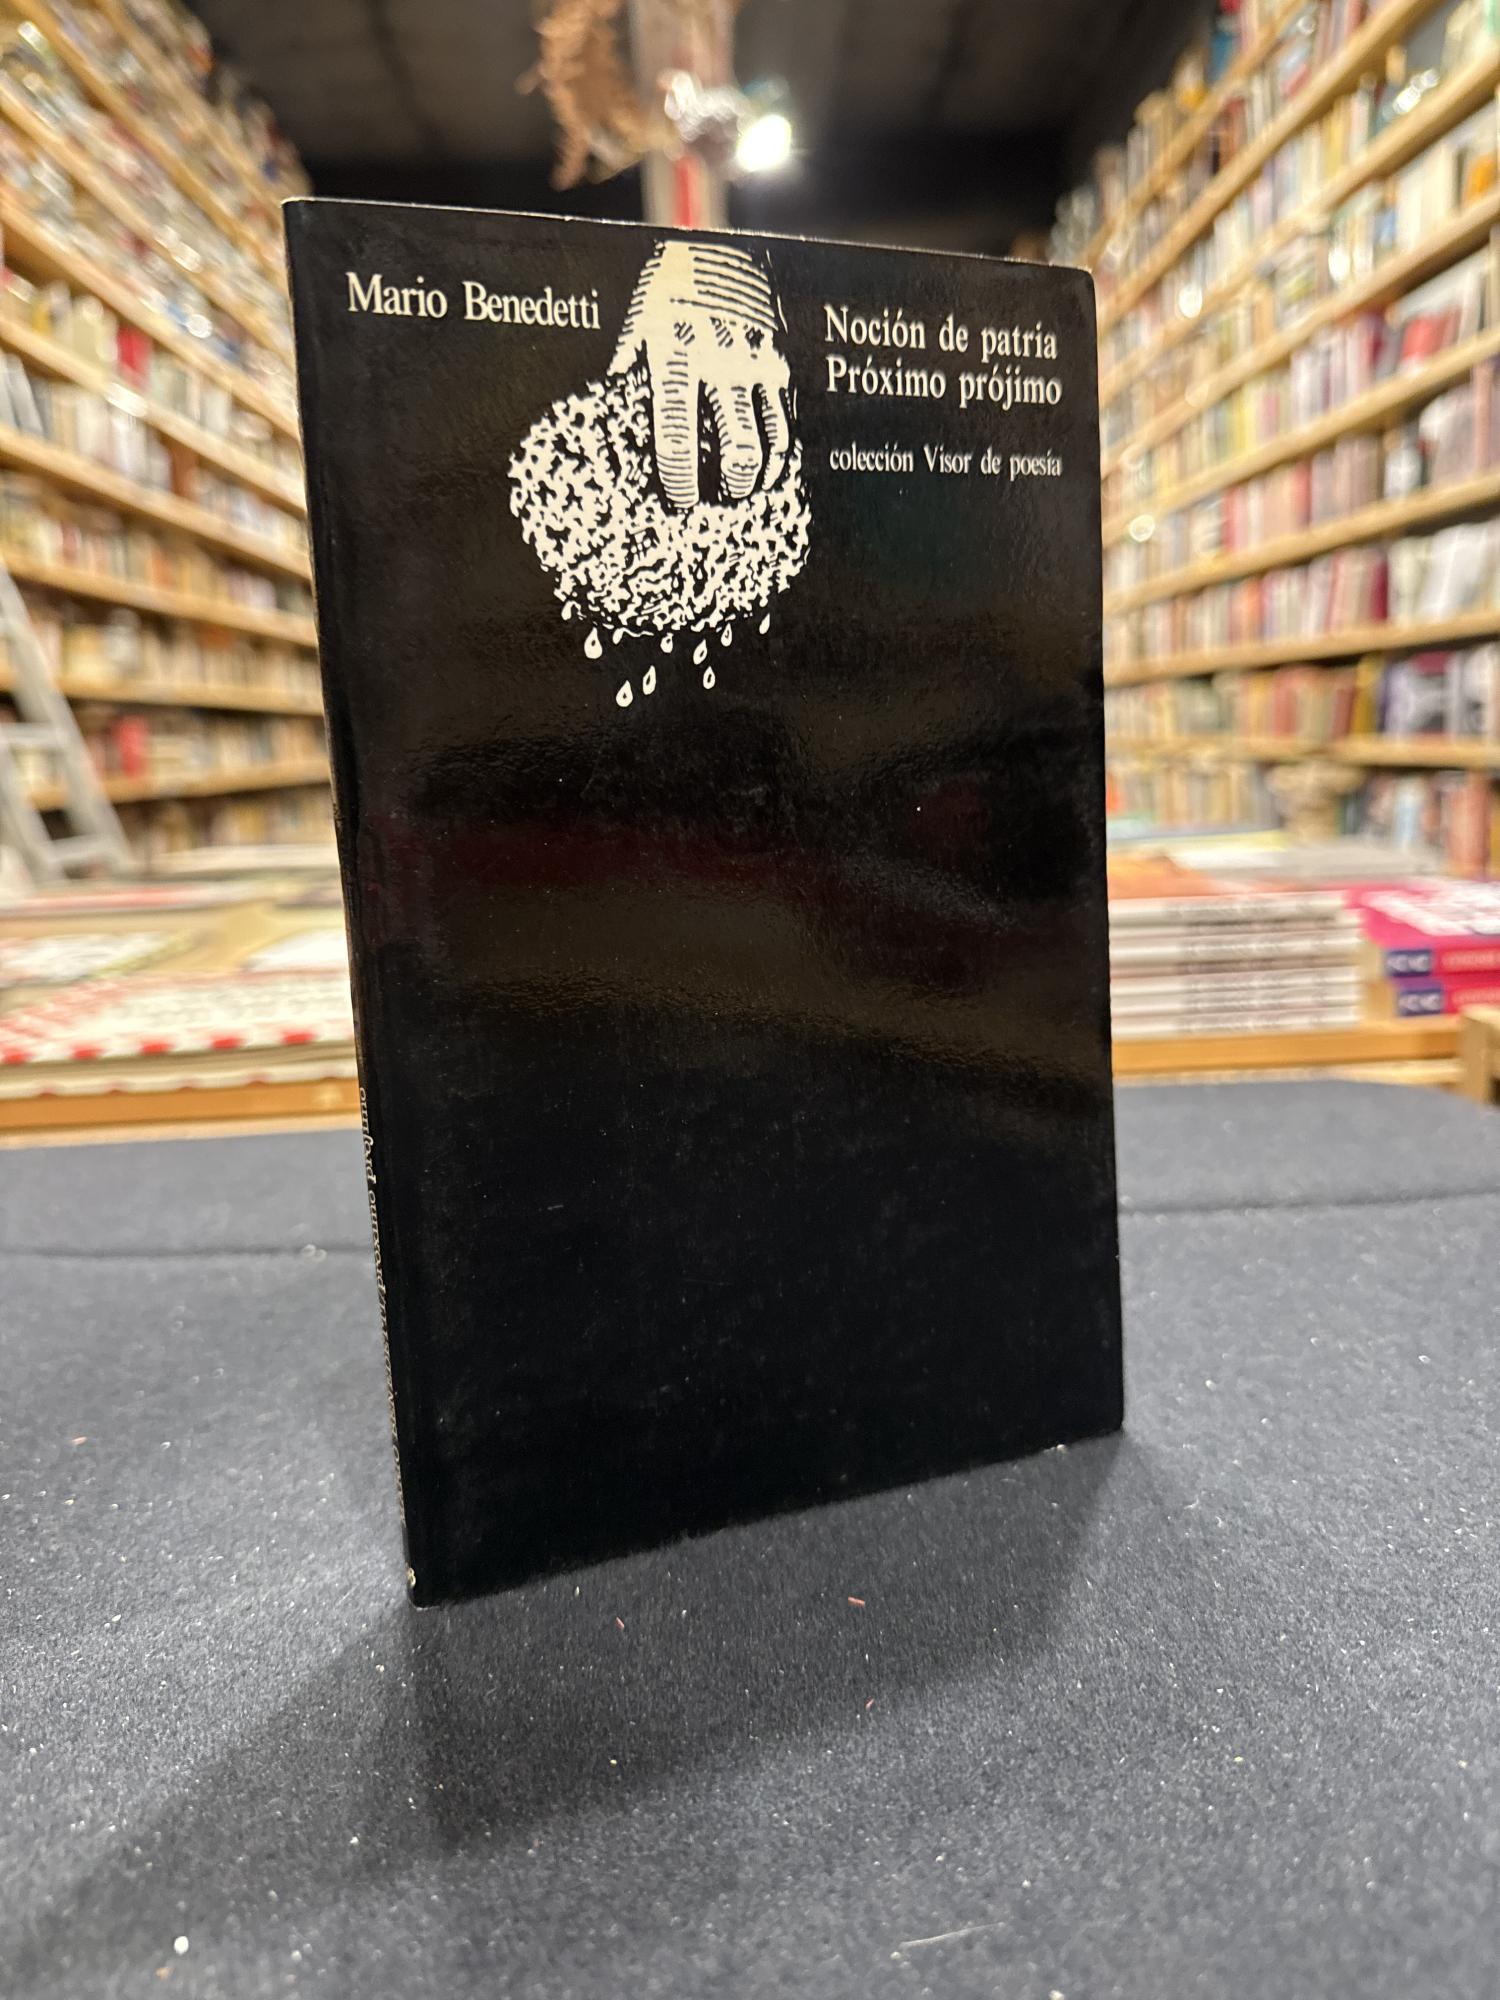 Mario Benedetti
Noción de patria
Próximo prójimo
colección Visor de poesía